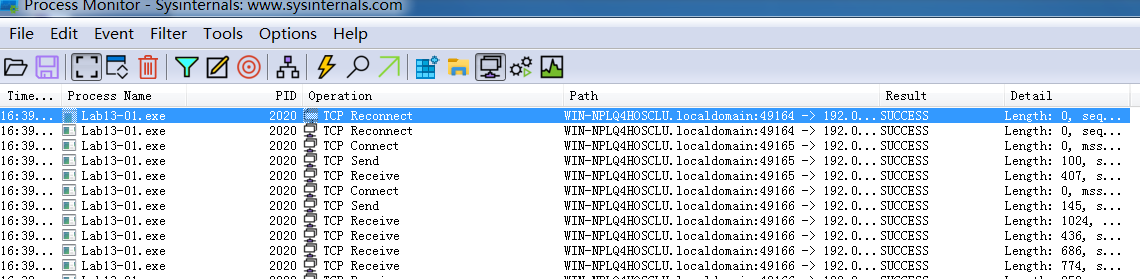 Process Monitor - Sysinternals: www.sysinternals.com
File Edit Event Filter Tools Options Help
Time... Process Name PID Operation Path Result Detail
16:39... Lab13-01.exe 2020 TCP Reconnect WIN-NPLQ4HOSCLU.localdomain:49164 -> 192.0... SUCCESS Length: 0, seq...
16:39... Lab13-01.exe 2020 TCP Reconnect WIN-NPLQ4HOSCLU.localdomain:49164 -> 192.0... SUCCESS Length: 0, seq...
16:39... Lab13-01.exe 2020 TCP Connect WIN-NPLQ4HOSCLU.localdomain:49165 -> 192.0... SUCCESS Length: 0, mss...
16:39... Lab13-01.exe 2020 TCP Send WIN-NPLQ4HOSCLU.localdomain:49165 -> 192.0... SUCCESS Length: 100, s...
16:39... Lab13-01.exe 2020 TCP Receive WIN-NPLQ4HOSCLU.localdomain:49165 -> 192.0... SUCCESS Length: 407, s...
16:39... Lab13-01.exe 2020 TCP Connect WIN-NPLQ4HOSCLU.localdomain:49166 -> 192.0... SUCCESS Length: 0, mss...
16:39... Lab13-01.exe 2020 TCP Send WIN-NPLQ4HOSCLU.localdomain:49166 -> 192.0... SUCCESS Length: 145, s...
16:39... Lab13-01.exe 2020 TCP Receive WIN-NPLQ4HOSCLU.localdomain:49166 -> 192.0... SUCCESS Length: 1024, ...
16:39... Lab13-01.exe 2020 TCP Receive WIN-NPLQ4HOSCLU.localdomain:49166 -> 192.0... SUCCESS Length: 436, s...
16:39... Lab13-01.exe 2020 TCP Receive WIN-NPLQ4HOSCLU.localdomain:49166 -> 192.0... SUCCESS Length: 686, s...
16:39... Lab13-01.exe 2020 TCP Receive WIN-NPLQ4HOSCLU.localdomain:49166 -> 192.0... SUCCESS Length: 774, s...